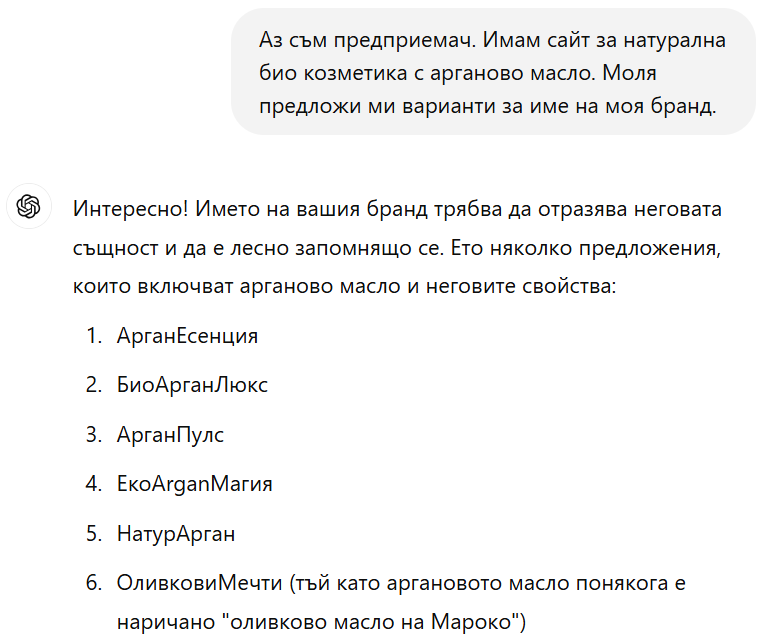 Аз съм предприемач. Имам сайт за натурална
био козметика с арганово масло. Моля
предложи ми варианти за име на моя бранд.
Интересно! Името на вашия бранд трябва да отразява неговата
същност и да е лесно запомнящо се. Ето няколко предложения,
които включват арганово масло и неговите свойства:
1. АрганЕсенция
2. БиоАрганЛюкс
3. АрганПулс
4. ЕкоArganМагия
5. НатурАрган
6. ОливковиМечти (тъй като аргановото масло понякога е
наричано "оливково масло на Мароко")